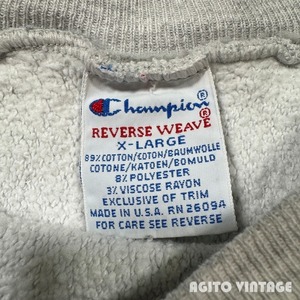 Champion®
REVERSE WEAVE®
X-LARGE
89% COTTON/COTON/BAUMWOLLE
COTONE/KATOEN/BOMULD
8% POLYESTER
3% VISCOSE RAYON
EXCLUSIVE OF TRIM
MADE IN U.S.A. RN 26094
FOR CARE SEE REVERSE
AGITO VINTAGE